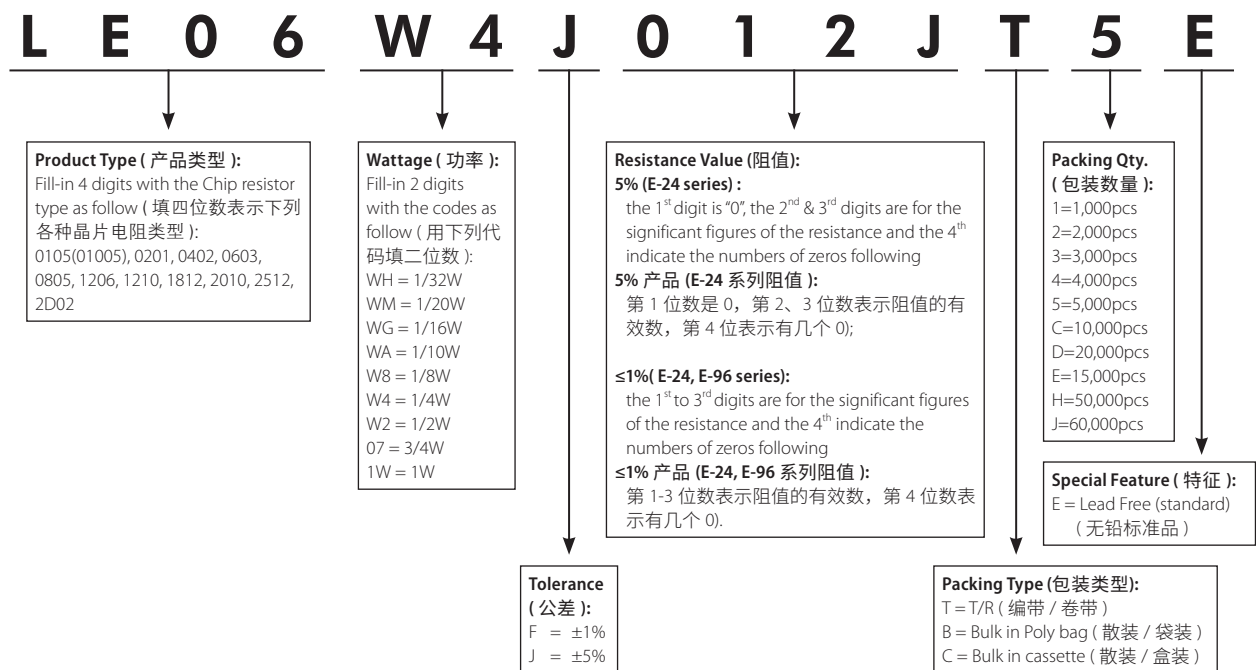 L E 0 6 W 4 J 0 1 2 J T 5 E
Product Type ( 产品类型 ):
Fill-in 4 digits with the Chip resistor
type as follow ( 填四位数表示下列
各种晶片电阻类型 ):
0105(01005), 0201, 0402, 0603,
0805, 1206, 1210, 1812, 2010, 2512,
2D02
Wattage ( 功率 ):
Fill-in 2 digits
with the codes as
follow ( 用下列代
码填二位数 ):
WH = 1/32W
WM = 1/20W
WG = 1/16W
WA = 1/10W
W8 = 1/8W
W4 = 1/4W
W2 = 1/2W
07 = 3/4W
1W = 1W
Tolerance
( 公差 ):
F = ±1%
J = ±5%
Resistance Value (阻值):
5% (E-24 series) :
the 1st digit is “0”, the 2nd & 3rd digits are for the
significant figures of the resistance and the 4th
indicate the numbers of zeros following
5% 产品 (E-24 系列阻值 ):
第 1 位数是 0，第 2、3 位数表示阻值的有
效数，第 4 位表示有几个 0);
≤1%( E-24, E-96 series):
the 1st to 3rd digits are for the significant figures
of the resistance and the 4th indicate the
numbers of zeros following
≤1% 产品 (E-24, E-96 系列阻值 ):
第 1-3 位数表示阻值的有效数，第 4 位数表
示有几个 0).
Packing Type (包装类型):
T = T/R ( 编带 / 卷带 )
B = Bulk in Poly bag ( 散装 / 袋装 )
C = Bulk in cassette ( 散装 / 盒装 )
Packing Qty.
( 包装数量 ):
1=1,000pcs
2=2,000pcs
3=3,000pcs
4=4,000pcs
5=5,000pcs
C=10,000pcs
D=20,000pcs
E=15,000pcs
H=50,000pcs
J=60,000pcs
Special Feature ( 特征 ):
E = Lead Free (standard)
( 无铅标准品 )